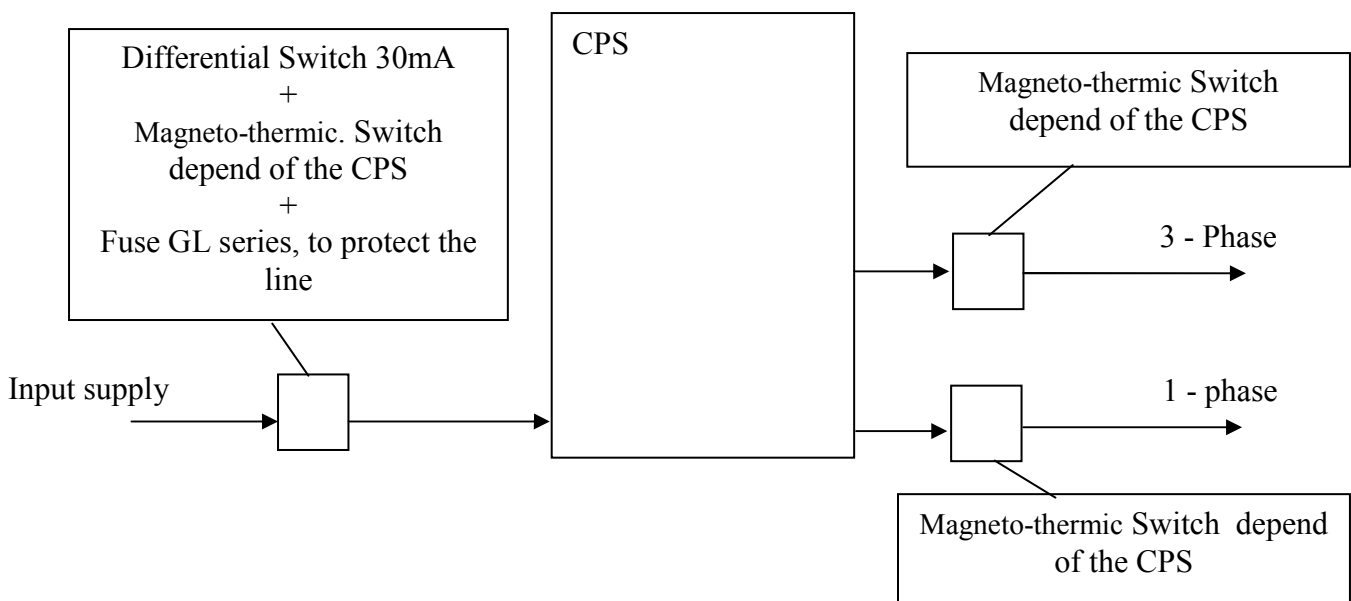 Differential Switch 30mA
+
Magneto-thermic. Switch
depend of the CPS
+
Fuse GL series, to protect the
line
CPS
Magneto-thermic Switch
depend of the CPS
3 - Phase
Input supply
1 - phase
Magneto-thermic Switch  depend
of the CPS